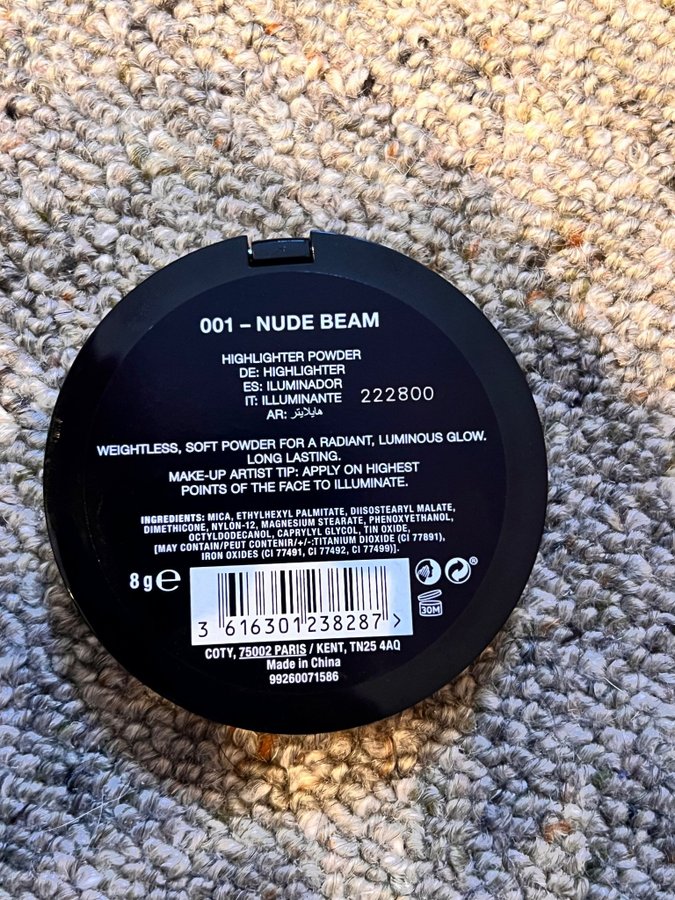 001 – NUDE BEAM
HIGHLIGHTER POWDER
DE: HIGHLIGHTER
ES: ILUMINADOR
IT: ILLUMINANTE
222800
AR: هايلايتر
WEIGHTLESS, SOFT POWDER FOR A RADIANT, LUMINOUS GLOW.
LONG LASTING.
MAKE-UP ARTIST TIP: APPLY ON HIGHEST
POINTS OF THE FACE TO ILLUMINATE.
INGREDIENTS: MICA, ETHYLHEXYL PALMITATE, DIISOSTEARYL MALATE,
DIMETHICONE, NYLON-12, MAGNESIUM STEARATE, PHENOXYETHANOL,
OCTYLDODECANOL, CAPRYLYL GLYCOL, TIN OXIDE,
[MAY CONTAIN/PEUT CONTENIR/+/-:TITANIUM DIOXIDE (CI 77891),
IRON OXIDES (CI 77491, CI 77492, CI 77499)].
8 g e
3 616301 238287 >
®
30M
COTY, 75002 PARIS / KENT, TN25 4AQ
Made in China
99260071586